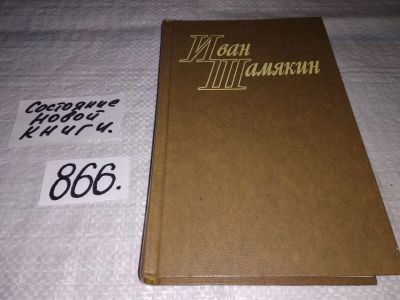 Иван
Шамякин
Состояние
новой
книги.
866.